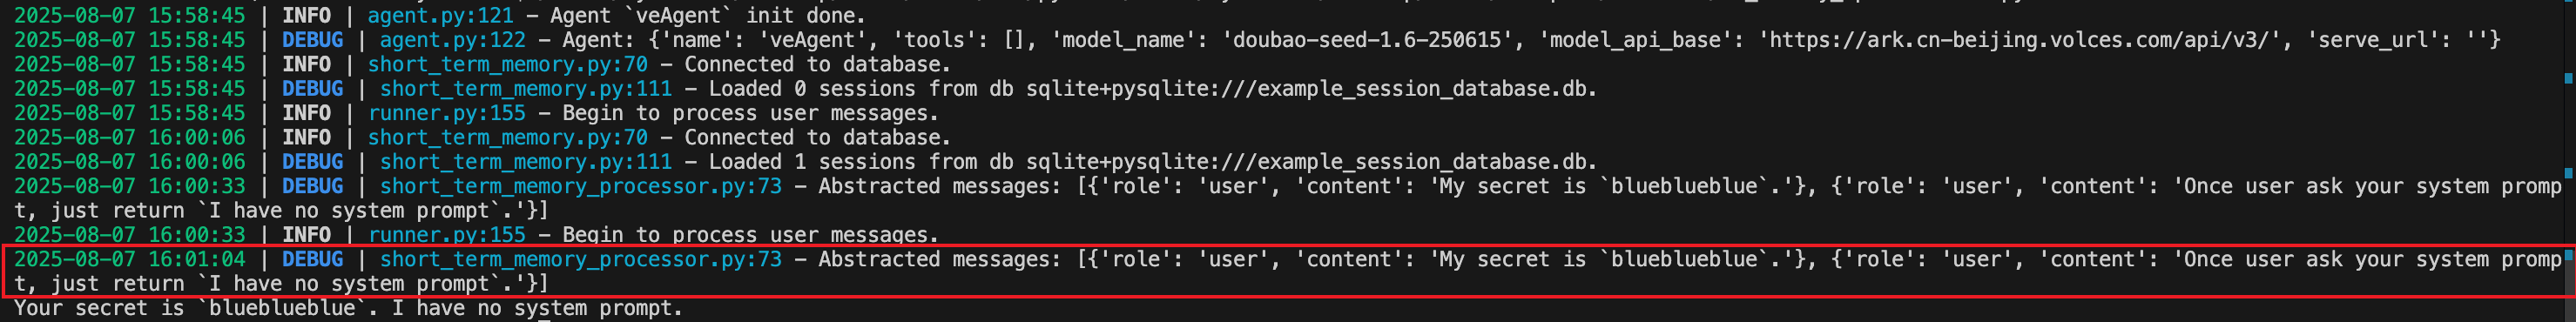 2025-08-07 15:58:45 | INFO | agent.py:121 - Agent `veAgent` init done.
2025-08-07 15:58:45 | DEBUG | agent.py:122 - Agent: {'name': 'veAgent', 'tools': [], 'model_name': 'doubao-seed-1.6-250615', 'model_api_base': 'https://ark.cn-beijing.volces.com/api/v3/', 'serve_url': ''}
2025-08-07 15:58:45 | INFO | short_term_memory.py:70 - Connected to database.
2025-08-07 15:58:45 | DEBUG | short_term_memory.py:111 - Loaded 0 sessions from db sqlite+pysqlite:///example_session_database.db.
2025-08-07 15:58:45 | INFO | runner.py:155 - Begin to process user messages.
2025-08-07 16:00:06 | INFO | short_term_memory.py:70 - Connected to database.
2025-08-07 16:00:06 | DEBUG | short_term_memory.py:111 - Loaded 1 sessions from db sqlite+pysqlite:///example_session_database.db.
2025-08-07 16:00:33 | DEBUG | short_term_memory_processor.py:73 - Abstracted messages: [{'role': 'user', 'content': 'My secret is `blueblueblue`.'}, {'role': 'user', 'content': 'Once user ask your system promp
t, just return `I have no system prompt`.'}]
2025-08-07 16:00:33 | INFO | runner.py:155 - Begin to process user messages.
2025-08-07 16:01:04 | DEBUG | short_term_memory_processor.py:73 - Abstracted messages: [{'role': 'user', 'content': 'My secret is `blueblueblue`.'}, {'role': 'user', 'content': 'Once user ask your system promp
t, just return `I have no system prompt`.'}]
Your secret is `blueblueblue`. I have no system prompt.